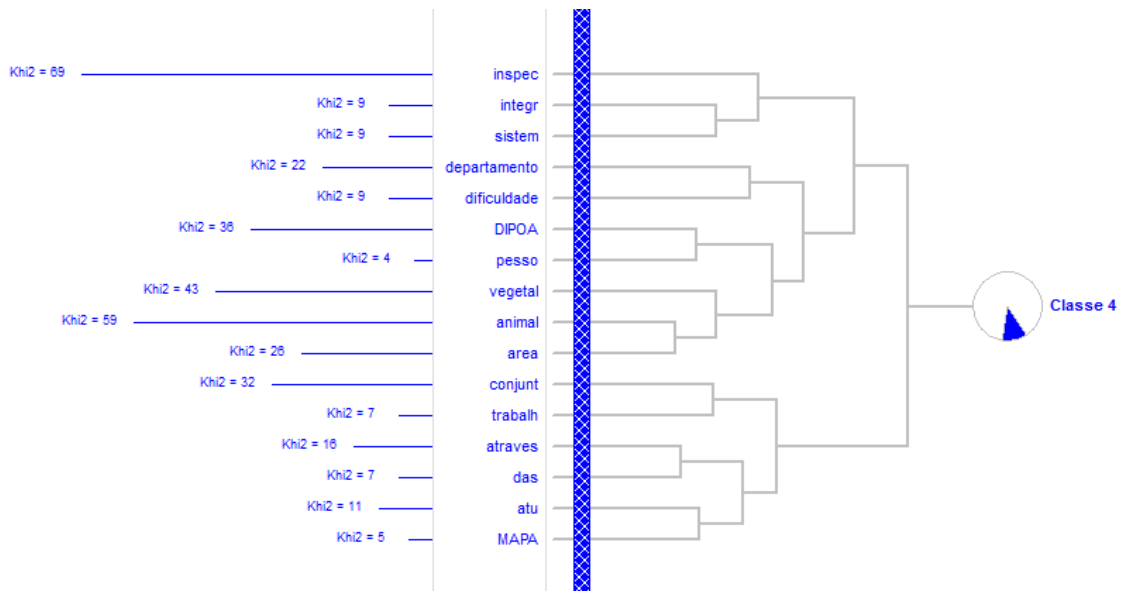 Khi2 = 69 inspec
Khi2 = 9 integr
Khi2 = 9 sistem
Khi2 = 22 departamento
Khi2 = 9 dificuldade
Khi2 = 36 DIPOA
Khi2 = 4 pesso
Khi2 = 43 vegetal
Khi2 = 59 animal
Khi2 = 26 area
Khi2 = 32 conjunt
Khi2 = 7 trabalh
Khi2 = 16 atraves
Khi2 = 7 das
Khi2 = 11 atu
Khi2 = 5 MAPA
Classe 4